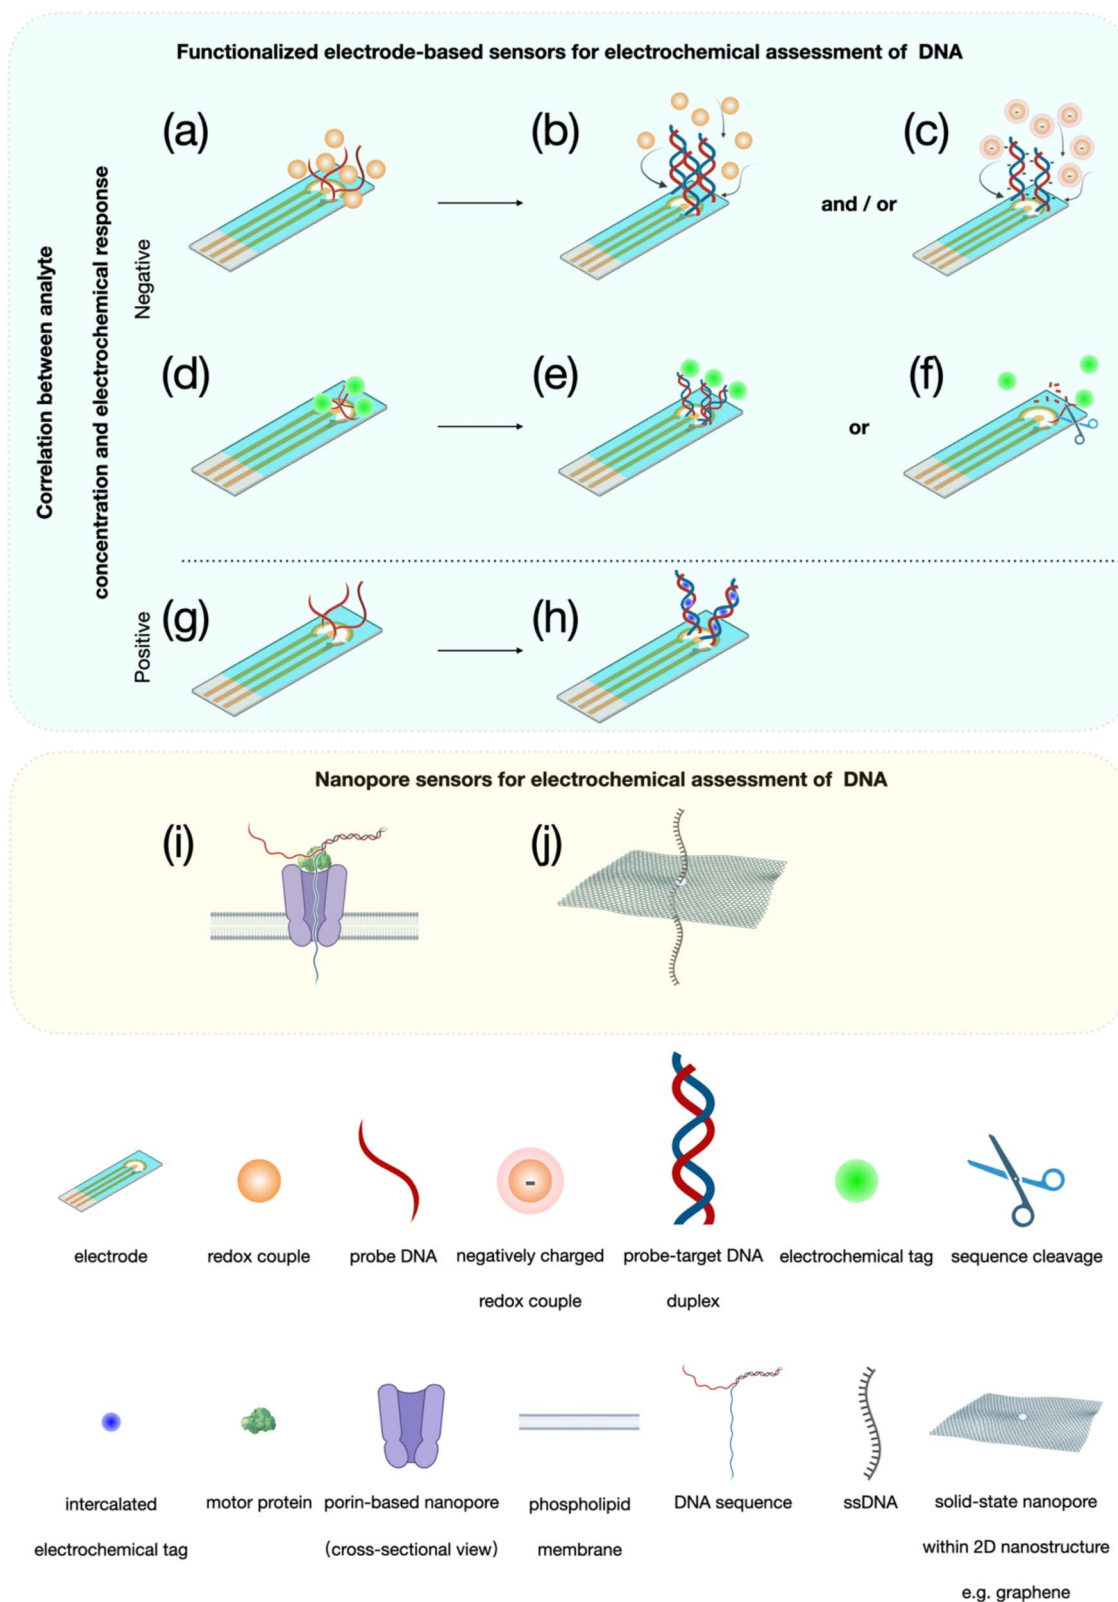 Functionalized electrode-based sensors for electrochemical assessment of DNA
(a)
(b)
(c)
and / or
Correlation between analyte
concentration and electrochemical response
Negative
(d)
(e)
(f)
or
Positive
(g)
(h)
Nanopore sensors for electrochemical assessment of DNA
(i)
(j)
electrode
redox couple
probe DNA
negatively charged
redox couple
probe-target DNA
duplex
electrochemical tag
sequence cleavage
intercalated
electrochemical tag
motor protein
porin-based nanopore
(cross-sectional view)
phospholipid
membrane
DNA sequence
ssDNA
solid-state nanopore
within 2D nanostructure
e.g. graphene